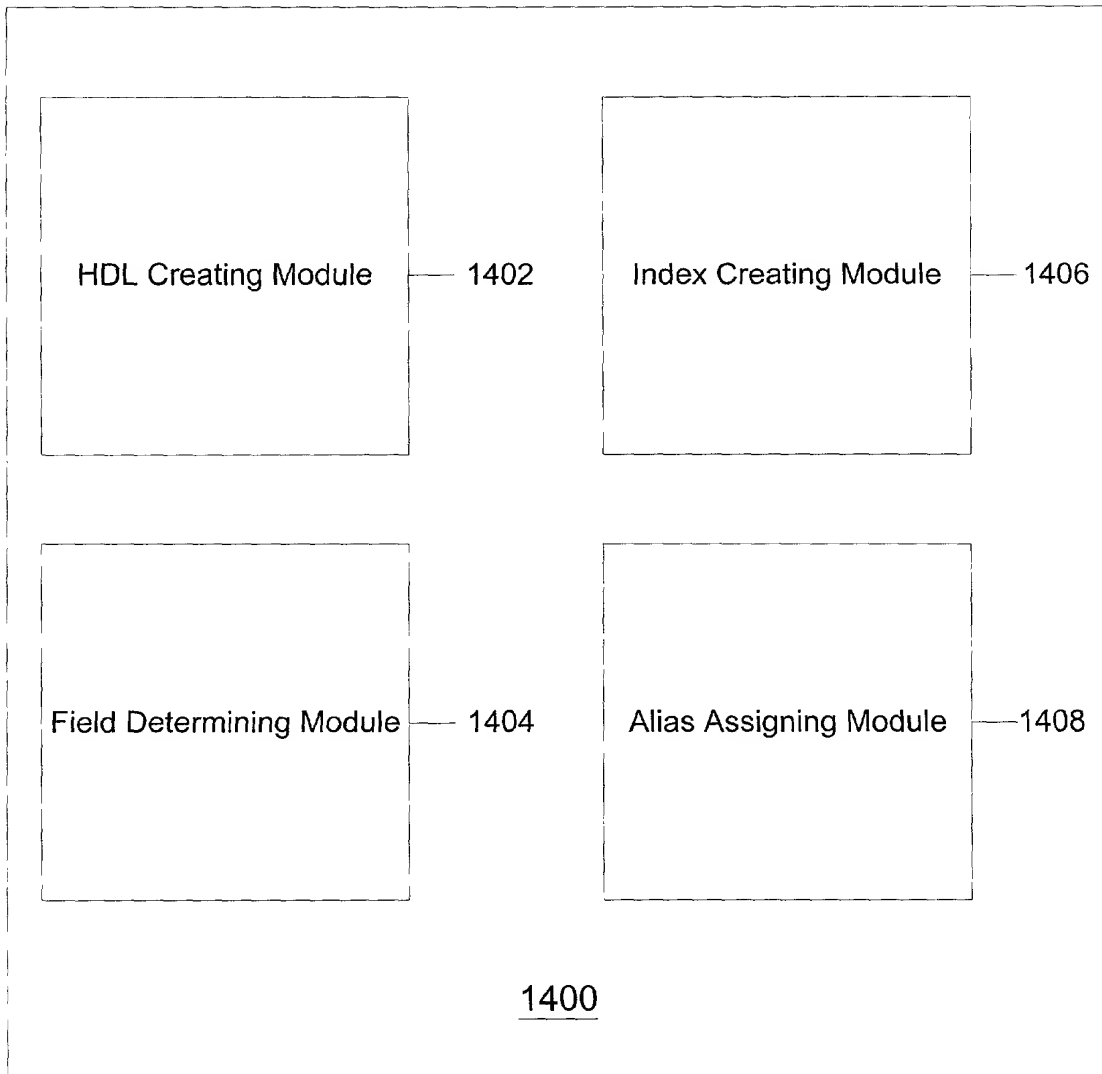 HDL Creating Module 1402
Index Creating Module 1406
Field Determining Module 1404
Alias Assigning Module 1408
1400